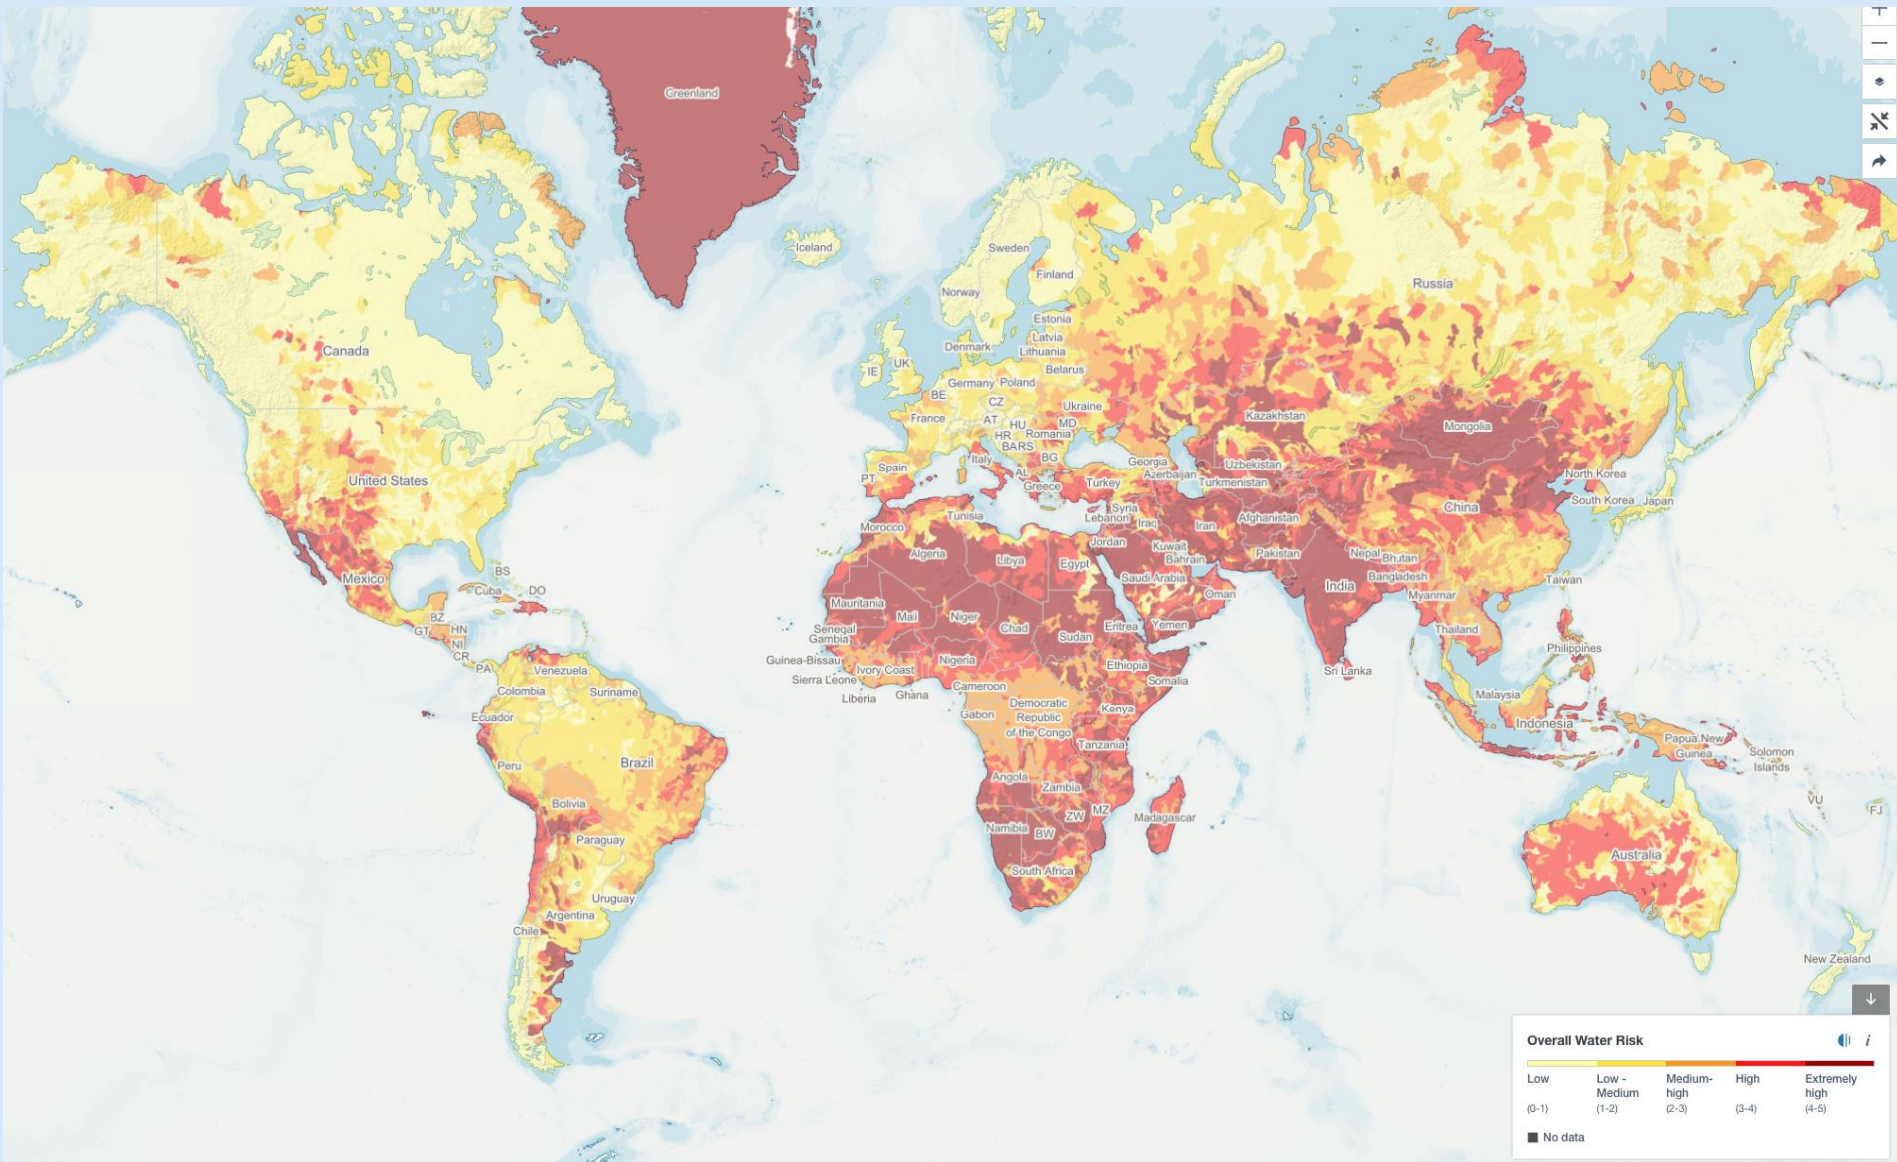 Greenland
Iceland
Sweden
Finland
Norway
Russia
Estonia
Latvia
Denmark
Lithuania
Canada
IE
UK
Belarus
Germany
Poland
BE
CZ
Ukraine
France
AT
HU
MD
HR
Romania
BARS
Kazakhstan
Mongolia
BG
Italy
Spain
AL
Georgia
Uzbekistan
PT
Greece
Turkey
Azerbaijan
Turkmenistan
North Korea
United States
South Korea
Japan
China
Tunisia
Syria
Lebanon
Iraq
Iran
Afghanistan
Morocco
Jordan
Kuwait
Bahrain
Pakistan
Nepal
Bhutan
Algeria
Libya
Egypt
Saudi Arabia
India
Bangladesh
Taiwan
Mexico
BS
Cuba
DO
Mauritania
Mali
Niger
Chad
Sudan
Eritrea
Yemen
Oman
Myanmar
Thailand
BZ
GT
HN
NI
CR
PA
Senegal
Gambia
Guinea-Bissau
Sierra Leone
Ivory Coast
Nigeria
Liberia
Ghana
Cameroon
Ethiopia
Somalia
Sri Lanka
Philippines
Venezuela
Colombia
Suriname
Ecuador
Gabon
Democratic
Republic
of the Congo
Kenya
Tanzania
Malaysia
Indonesia
Papua New
Guinea
Solomon
Islands
Peru
Brazil
Bolivia
Angola
Zambia
MZ
ZW
Madagascar
VU
FJ
Paraguay
Namibia
BW
Australia
South Africa
Uruguay
Argentina
Chile
New Zealand
Overall Water Risk
i
Low
Low -
Medium
Medium-
high
High
Extremely
high
(0-1)
(1-2)
(2-3)
(3-4)
(4-5)
No data